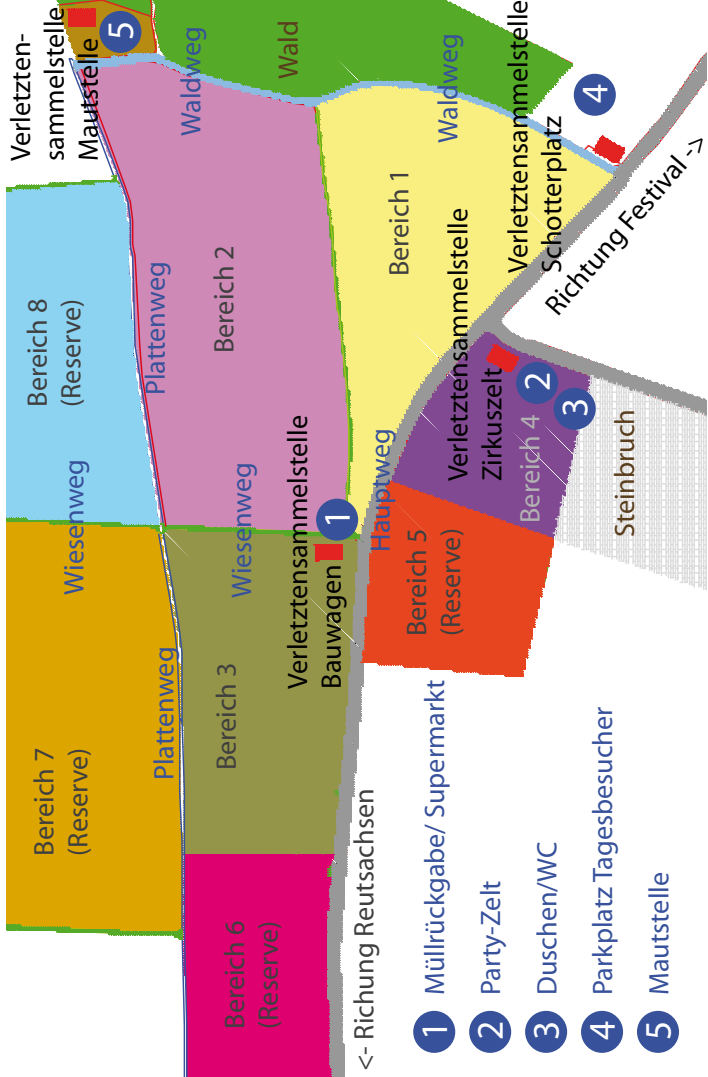 Verletzten-
sammelstelle
Mautstelle
5
Bereich 7
(Reserve)
Bereich 8
(Reserve)
Wiesenweg
Plattenweg
Plattenweg
Waldweg
Wald
Bereich 6
(Reserve)
Bereich 3
Wiesenweg
Bereich 2
Verletztensammelstelle
Bauwagen
1
<- Richung Reutsachsen
Hauptweg
Bereich 1
Waldweg
Bereich 5
(Reserve)
Verletztensammelstelle
Zirkuszelt
Bereich 4
2
3
Verletztensammelstelle
Schotterplatz
4
Richtung Festival ->
Steinbruch
1 Müllrückgabe/ Supermarkt
2 Party-Zelt
3 Duschen/WC
4 Parkplatz Tagesbesucher
5 Mautstelle